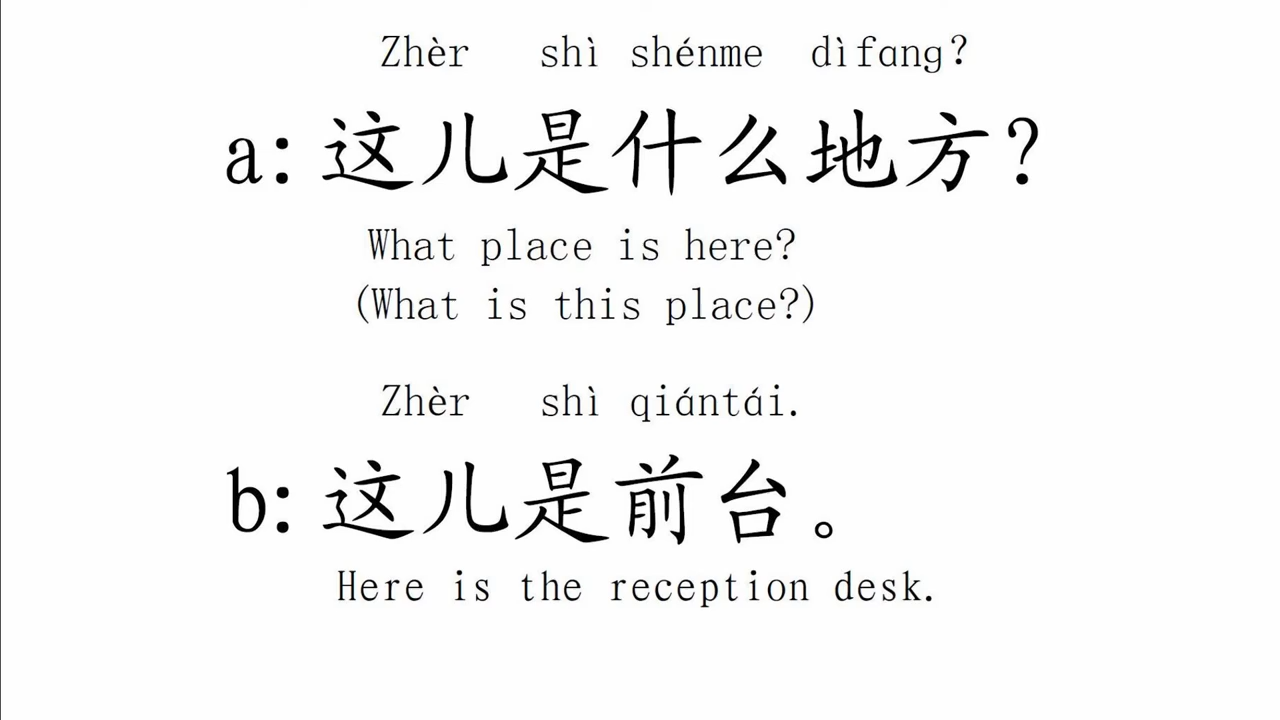 Zhèr shì shénme dìfang?
a: 这儿是什么地方?
What place is here?
(What is this place?)
Zhèr shì qiántái.
b: 这儿是前台。
Here is the reception desk.